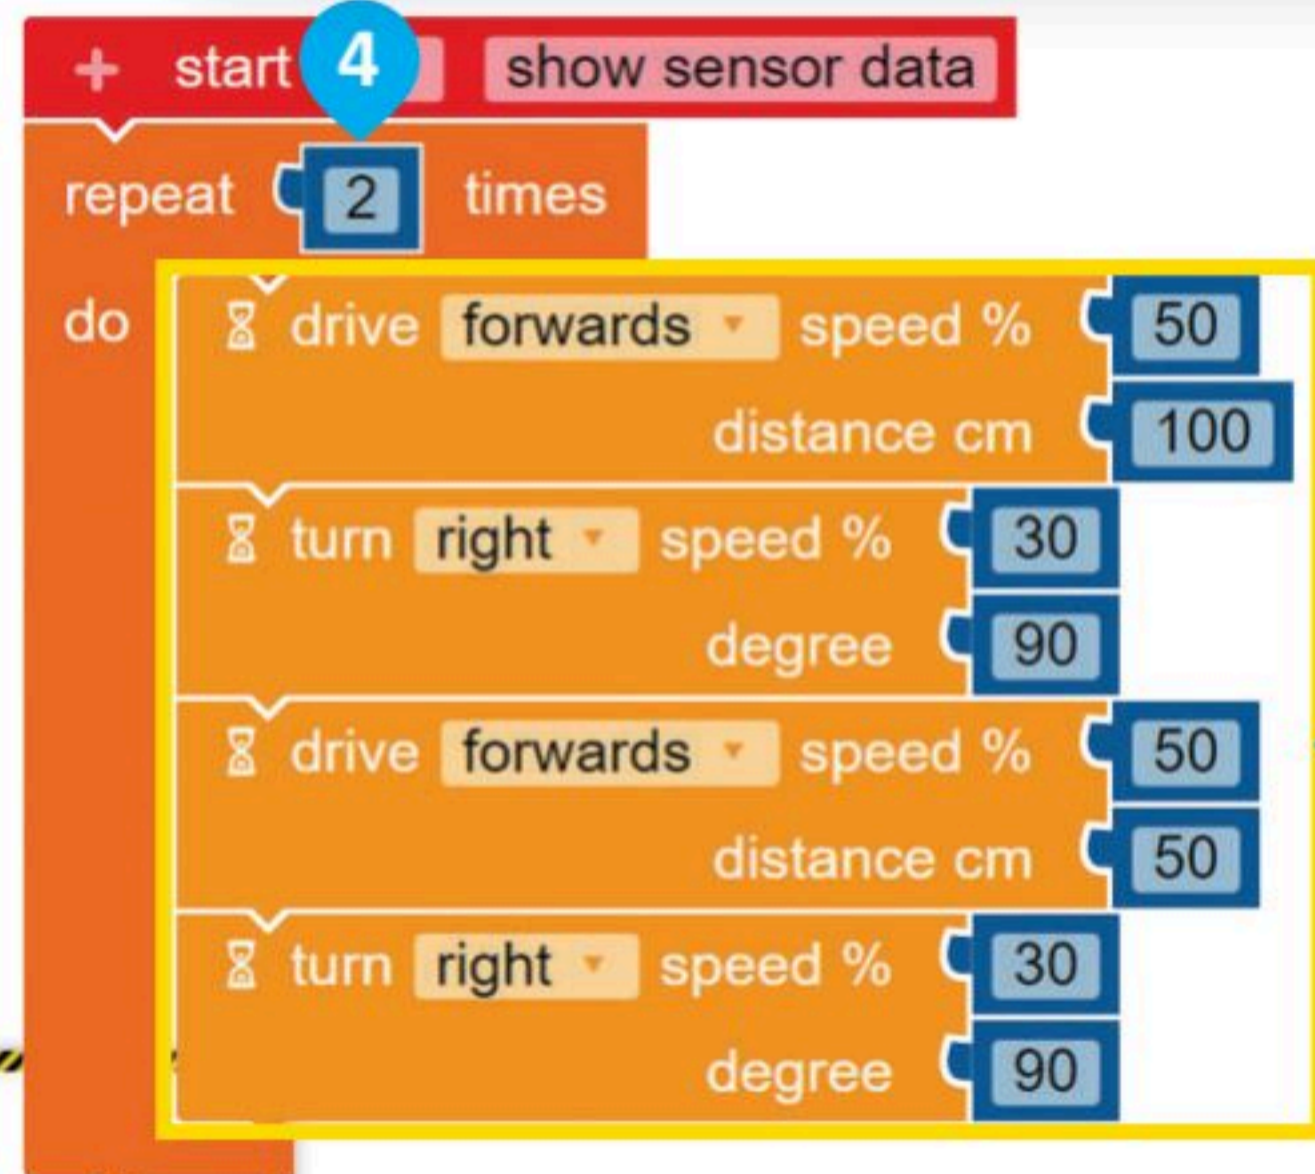 + start show sensor data
4
repeat 2 times
do drive forwards speed % 50
distance cm 100
turn right speed % 30
degree 90
drive forwards speed % 50
distance cm 50
turn right speed % 30
degree 90